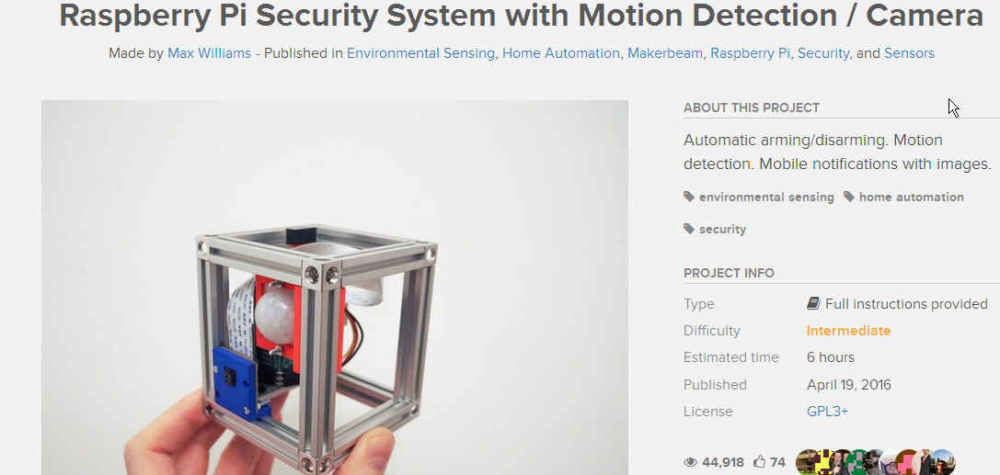 Raspberry Pi Security System with Motion Detection / Camera
Made by Max Williams - Published in Environmental Sensing, Home Automation, Makerbeam, Raspberry Pi, Security, and Sensors
ABOUT THIS PROJECT
Automatic arming/disarming. Motion
detection. Mobile notifications with images.
environmental sensing home automation
security
PROJECT INFO
Type Full instructions provided
Difficulty Intermediate
Estimated time 6 hours
Published April 19, 2016
License GPL3+
44,918 74